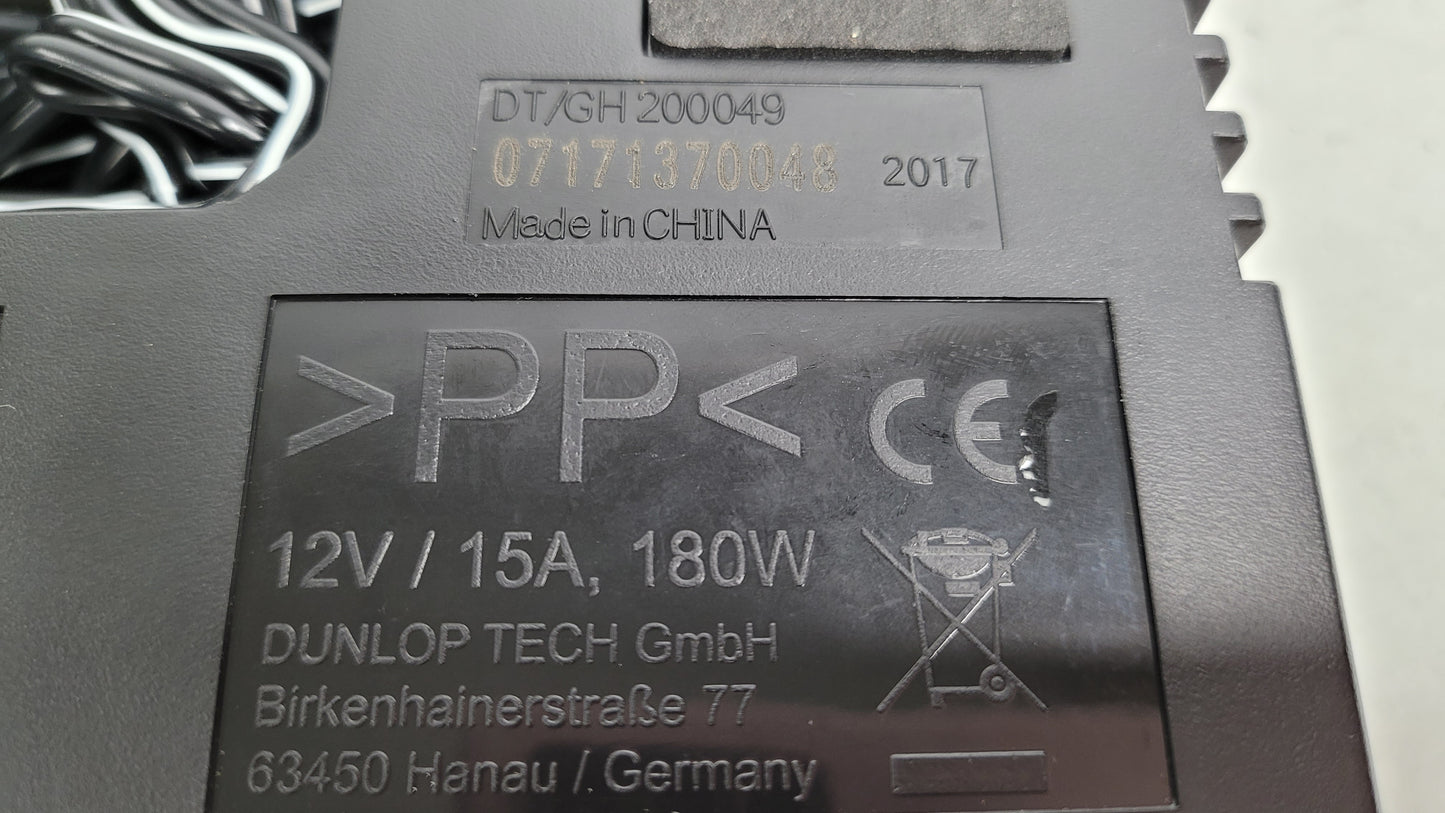 DT/GH 200049
07171370048 2017
Made in CHINA
>PP< CE
12V / 15A, 180W
DUNLOP TECH GmbH
Birkenhainerstraße 77
63450 Hanau / Germany